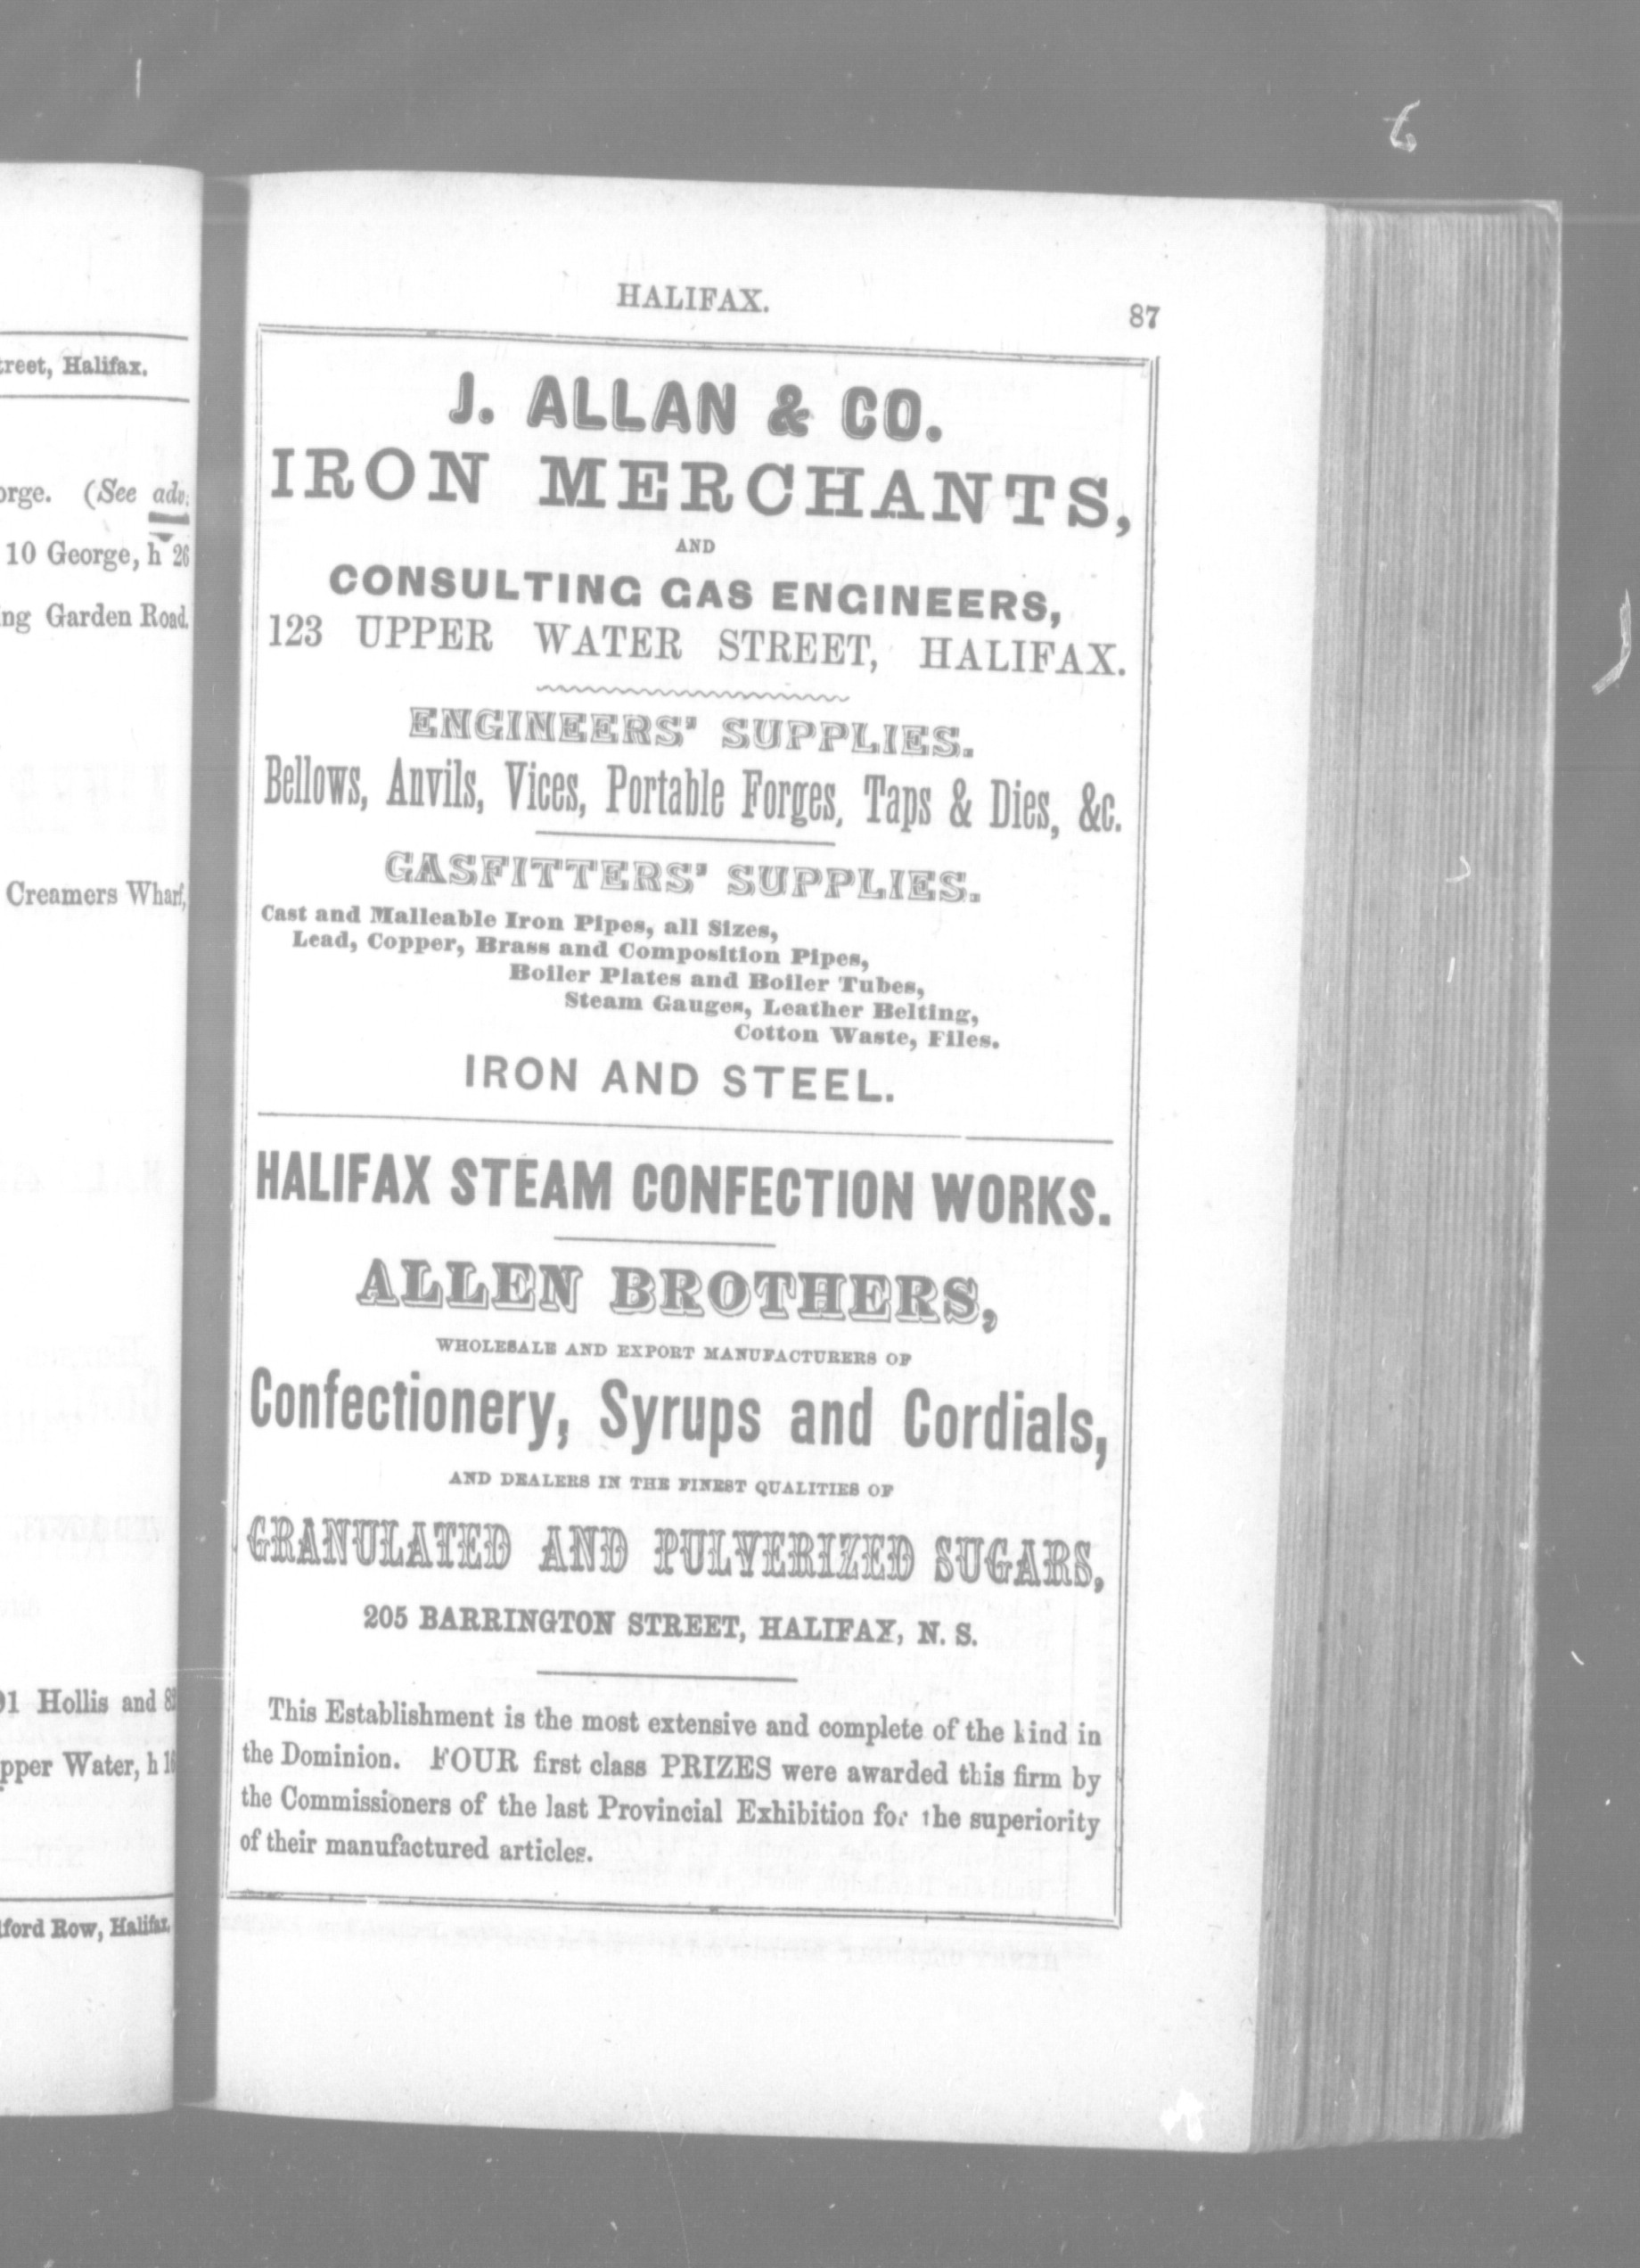 treet, Halifax.
orge. (See adv.
10 George, h 26
ing Garden Road.
Creamers Wharf,
91 Hollis and
pper Water, h 16
ford Row, Halifax.
HALIFAX.
87
J. ALLAN & CO.
IRON MERCHANTS,
AND
CONSULTING GAS ENGINEERS,
123 UPPER WATER STREET, HALIFAX.
ENGINEERS' SUPPLIES.
Bellows, Anvils, Vices, Portable Forges, Taps & Dies, &c.
GASFITTERS' SUPPLIES.
Cast and Malleable Iron Pipes, all Sizes,
Lead, Copper, Brass and Composition Pipes,
Boiler Plates and Boiler Tubes,
Steam Gauges, Leather Belting,
Cotton Waste, Files.
IRON AND STEEL.
HALIFAX STEAM CONFECTION WORKS.
ALLEN BROTHERS,
WHOLESALE AND EXPORT MANUFACTURERS OF
Confectionery, Syrups and Cordials,
AND DEALERS IN THE FINEST QUALITIES OF
GRANULATED AND PULVERIZED SUGARS,
205 BARRINGTON STREET, HALIFAX, N. S.
This Establishment is the most extensive and complete of the kind in
the Dominion. FOUR first class PRIZES were awarded this firm by
the Commissioners of the last Provincial Exhibition for the superiority
of their manufactured articles.